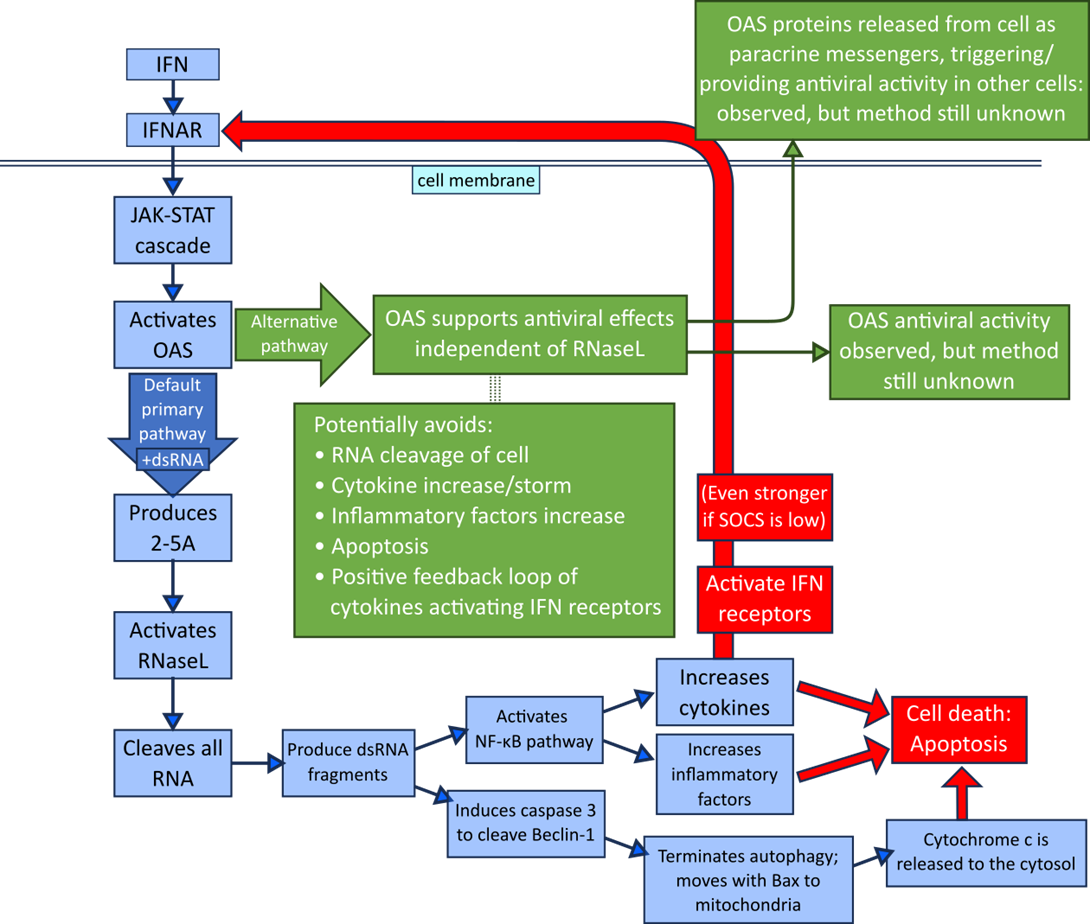 OAS proteins released from cell as
paracrine messengers, triggering/
providing antiviral activity in other cells:
observed, but method still unknown
IFN
IFNAR
cell membrane
JAK-STAT
cascade
Activates
OAS
Alternative
pathway
OAS supports antiviral effects
independent of RNaseL
OAS antiviral activity
observed, but method
still unknown
Default
primary
pathway
+dsRNA
Potentially avoids:
• RNA cleavage of cell
• Cytokine increase/storm
• Inflammatory factors increase
• Apoptosis
• Positive feedback loop of
cytokines activating IFN receptors
(Even stronger
if SOCS is low)
Activate IFN
receptors
Produces
2-5A
Activates
RNaseL
Cleaves all
RNA
Produce dsRNA
fragments
Activates
NF-κB pathway
Increases
cytokines
Increases
inflammatory
factors
Cell death:
Apoptosis
Induces caspase 3
to cleave Beclin-1
Terminates autophagy;
moves with Bax to
mitochondria
Cytochrome c is
released to the cytosol